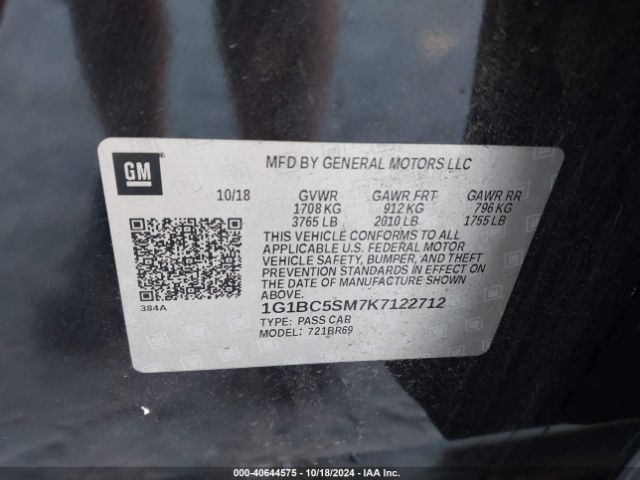 GM ®
MFD BY GENERAL MOTORS LLC
10/18 GVWR GAWR FRT GAWR RR
1708 KG 912 KG 796 KG
3765 LB 2010 LB 1755 LB
THIS VEHICLE CONFORMS TO ALL
APPLICABLE U.S. FEDERAL MOTOR
VEHICLE SAFETY, BUMPER, AND THEFT
PREVENTION STANDARDS IN EFFECT ON
THE DATE OF MANUFACTURE SHOWN
ABOVE.
384A
1G1BC5SM7K7122712
TYPE: PASS CAR
MODEL: 721BR69
STOCK #: 40644575 | 10/18/2024 | IAA Inc.